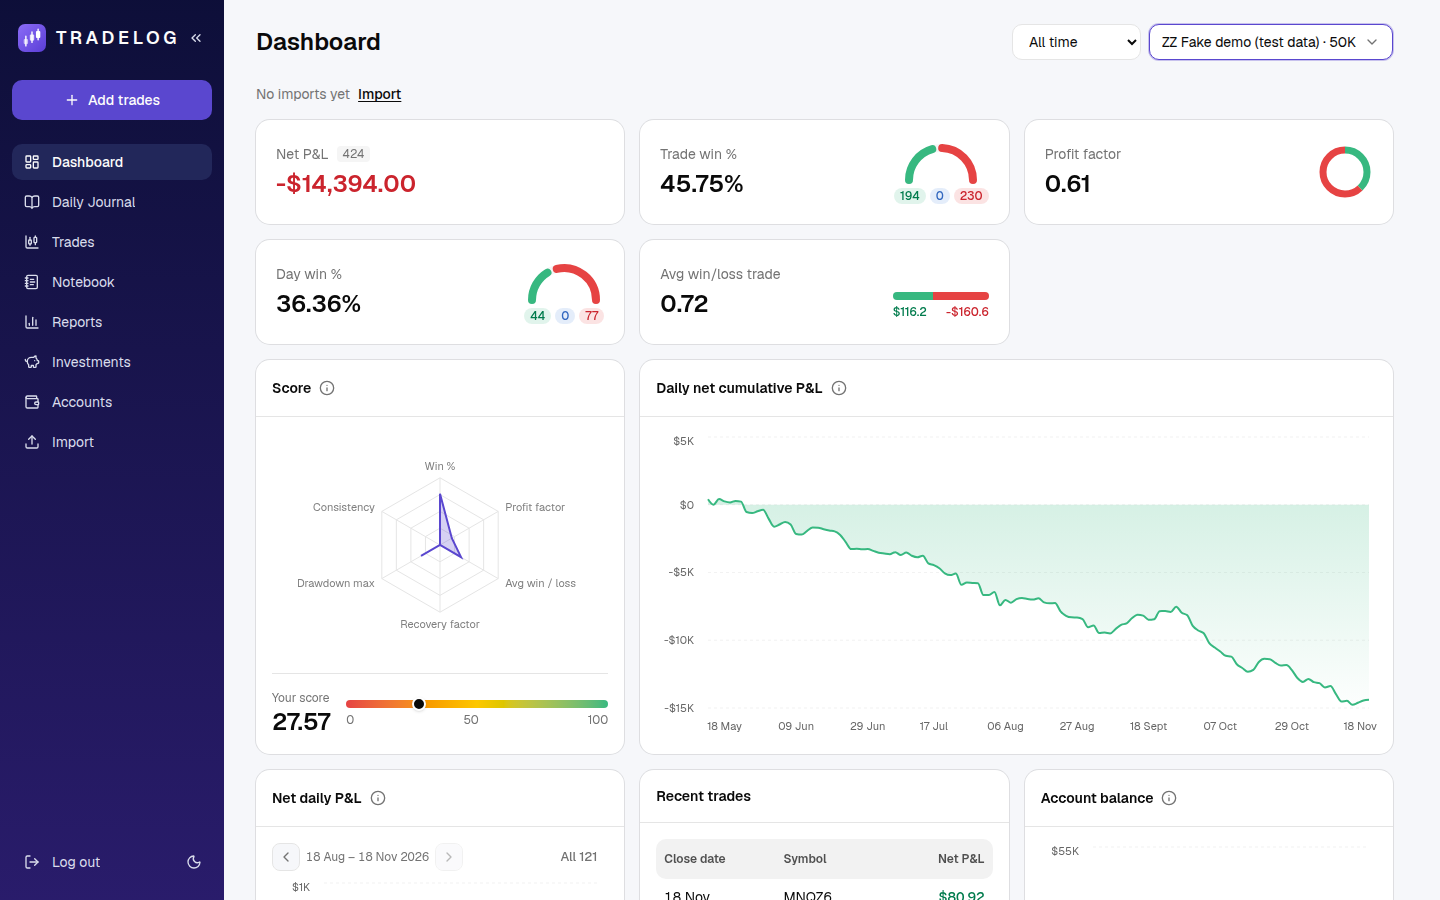 TRADELOG
Add trades
Dashboard
Daily Journal
Trades
Notebook
Reports
Investments
Accounts
Import
Log out
Dashboard
All time
ZZ Fake demo (test data) · 50K
No imports yet Import
Net P&L 424
-$14,394.00
Trade win %
45.75%
194 0 230
Profit factor
0.61
Day win %
36.36%
44 0 77
Avg win/loss trade
0.72
$116.2 -$160.6
Score
Win %
Consistency Profit factor
Drawdown max Avg win / loss
Recovery factor
Your score
27.57
0 50 100
Daily net cumulative P&L
$5K
$0
-$5K
-$10K
-$15K
18 May 09 Jun 29 Jun 17 Jul 06 Aug 27 Aug 18 Sept 07 Oct 29 Oct 18 Nov
Net daily P&L
18 Aug – 18 Nov 2026 All 121
$1K
Recent trades
Close date Symbol Net P&L
18 Nov MNQZ6 $80.92
Account balance
$55K